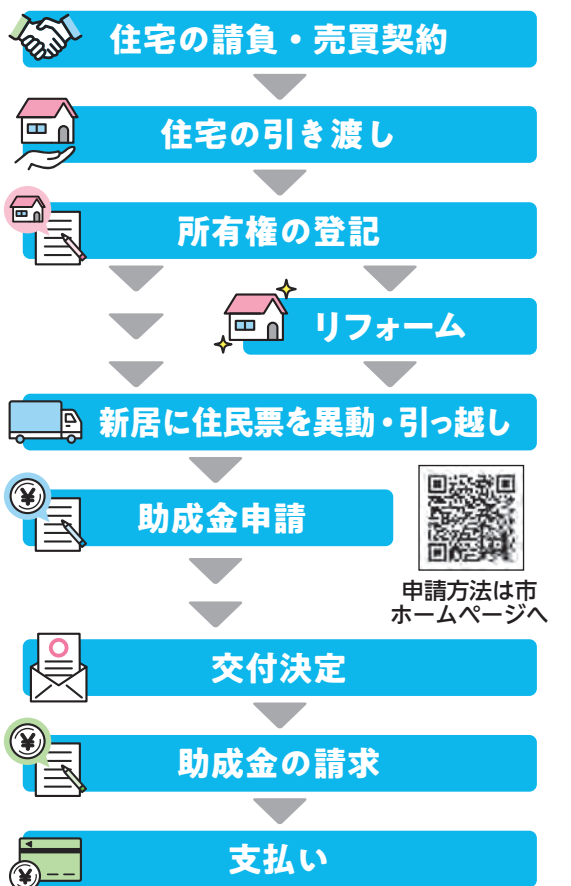 住宅の請負・売買契約
住宅の引き渡し
所有権の登記
リフォーム
新居に住民票を異動・引っ越し
¥
助成金申請
申請方法は市
ホームページへ
交付決定
¥
助成金の請求
¥
支払い